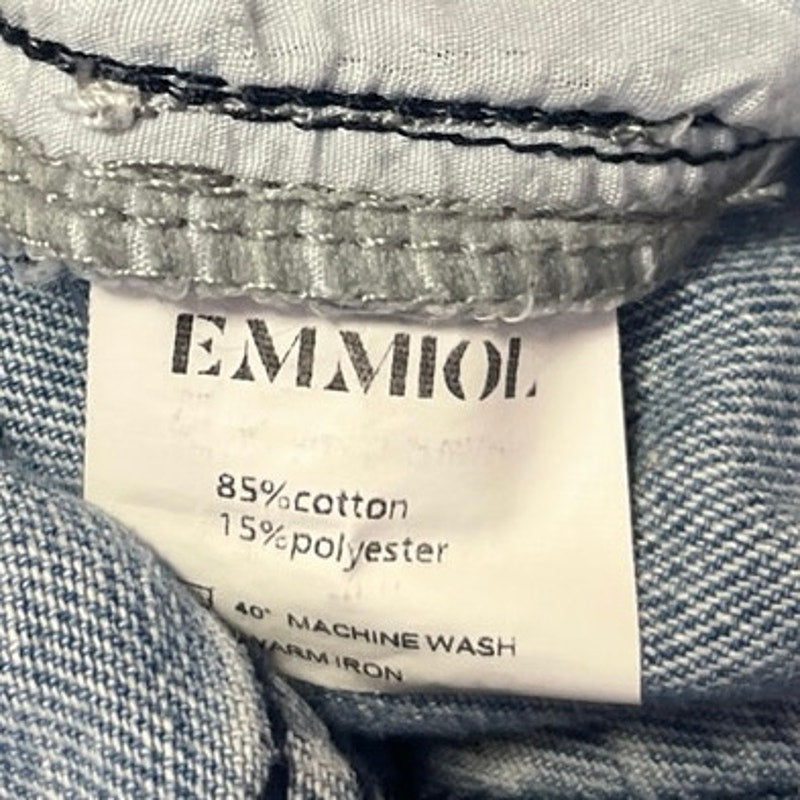 EMMIOL
85%cotton
15%polyester
40° MACHINE WASH
WARM IRON